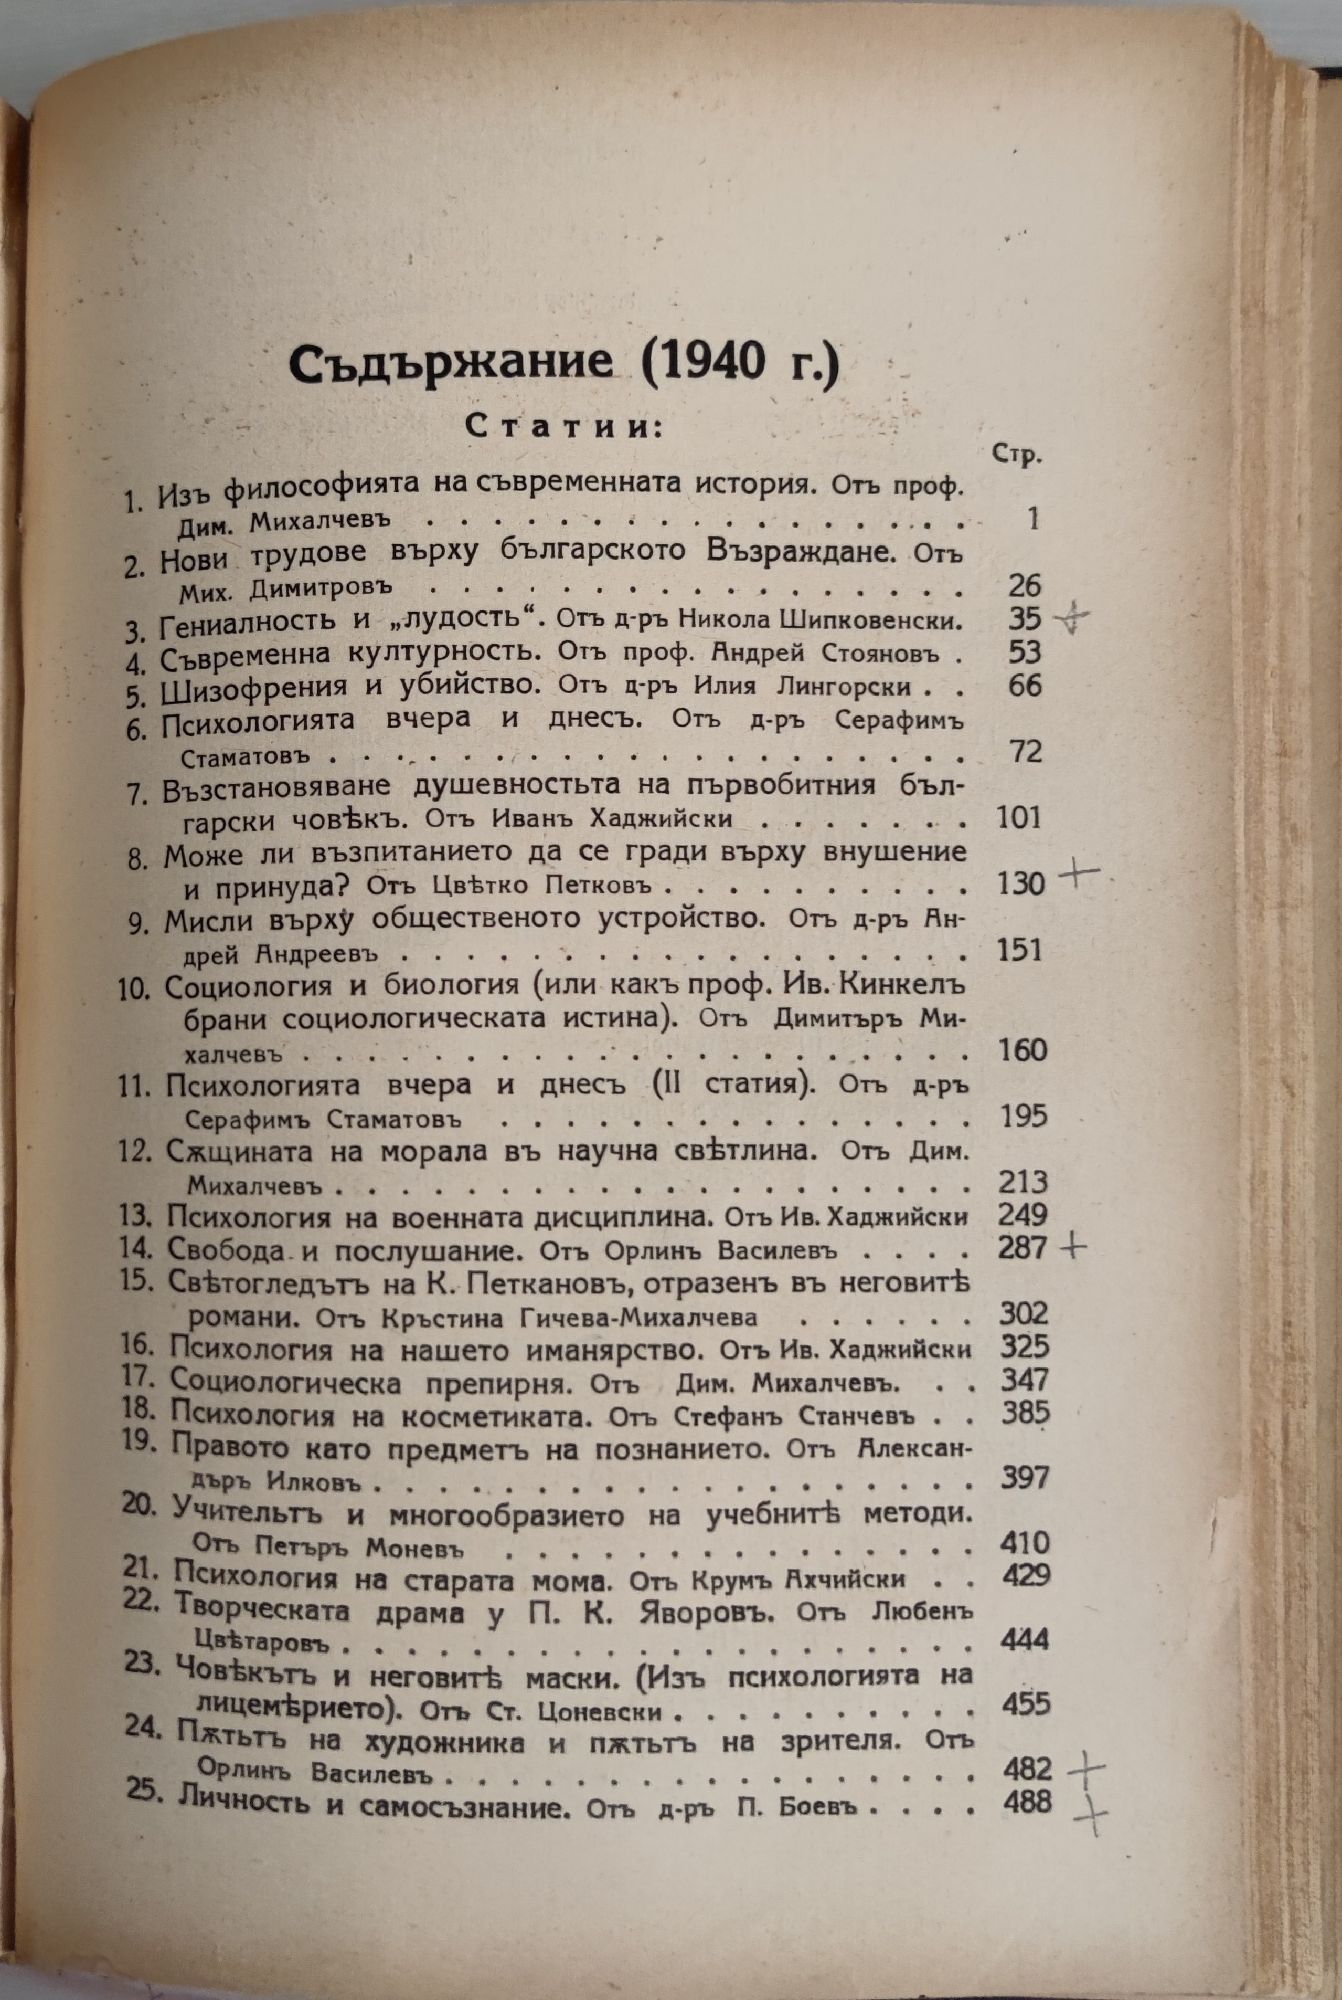 Съдържание (1940 г.)
Статии:
Стр.
1. Изъ философията на съвременната история. Отъ проф.
Дим. Михалчевъ . . . . . . . . . . . . . . . . . 1
2. Нови трудове върху българското Възраждане. Отъ
Мих. Димитровъ . . . . . . . . . . . . . . . . . 26
3. Гениалность и „лудость“. Отъ д-ръ Никола Шипковенски. 35 +
4. Съвременна културность. Отъ проф. Андрей Стояновъ . 53
5. Шизофрения и убийство. Отъ д-ръ Илия Лингорски . . 66
6. Психологията вчера и днесъ. Отъ д-ръ Серафимъ
Стаматовъ . . . . . . . . . . . . . . . . . . . 72
7. Възстановяване душевностьта на първобитния бъл-
гарски човѣкъ. Отъ Иванъ Хаджийски . . . . . . . 101
8. Може ли възпитанието да се гради върху внушение
и принуда? Отъ Цвѣтко Петковъ . . . . . . . . . . 130 +
9. Мисли върху общественото устройство. Отъ д-ръ Ан-
дрей Андреевъ . . . . . . . . . . . . . . . . . . 151
10. Социология и биология (или какъ проф. Ив. Кинкелъ
брани социологическата истина). Отъ Димитъръ Ми-
халчевъ . . . . . . . . . . . . . . . . . . . . . 160
11. Психологията вчера и днесъ (II статия). Отъ д-ръ
Серафимъ Стаматовъ . . . . . . . . . . . . . . . 195
12. Сѫщината на морала въ научна свѣтлина. Отъ Дим.
Михалчевъ . . . . . . . . . . . . . . . . . . . . 213
13. Психология на военната дисциплина. Отъ Ив. Хаджийски 249
14. Свобода и послушание. Отъ Орлинъ Василевъ . . . . 287 +
15. Свѣтогледътъ на К. Петкановъ, отразенъ въ неговитѣ
романи. Отъ Кръстина Гичева-Михалчева . . . . . . 302
16. Психология на нашето иманярство. Отъ Ив. Хаджийски 325
17. Социологическа препирня. Отъ Дим. Михалчевъ. . . 347
18. Психология на косметиката. Отъ Стефанъ Станчевъ . . 385
19. Правото като предметъ на познанието. Отъ Алексан-
дъръ Илковъ . . . . . . . . . . . . . . . . . . . 397
20. Учительтъ и многообразието на учебнитѣ методи.
Отъ Петъръ Моневъ . . . . . . . . . . . . . . . 410
21. Психология на старата мома. Отъ Крумъ Ахчийски . . 429
22. Творческата драма у П. К. Яворовъ. Отъ Любенъ
Цвѣтаровъ . . . . . . . . . . . . . . . . . . . . 444
23. Човѣкътъ и неговитѣ маски. (Изъ психологията на
лицемѣрието). Отъ Ст. Цоневски . . . . . . . . . . 455
24. Пѫтьтъ на художника и пѫтьтъ на зрителя. Отъ
Орлинъ Василевъ . . . . . . . . . . . . . . . . . 482 +
25. Личность и самосъзнание. Отъ д-ръ П. Боевъ . . . . 488 +